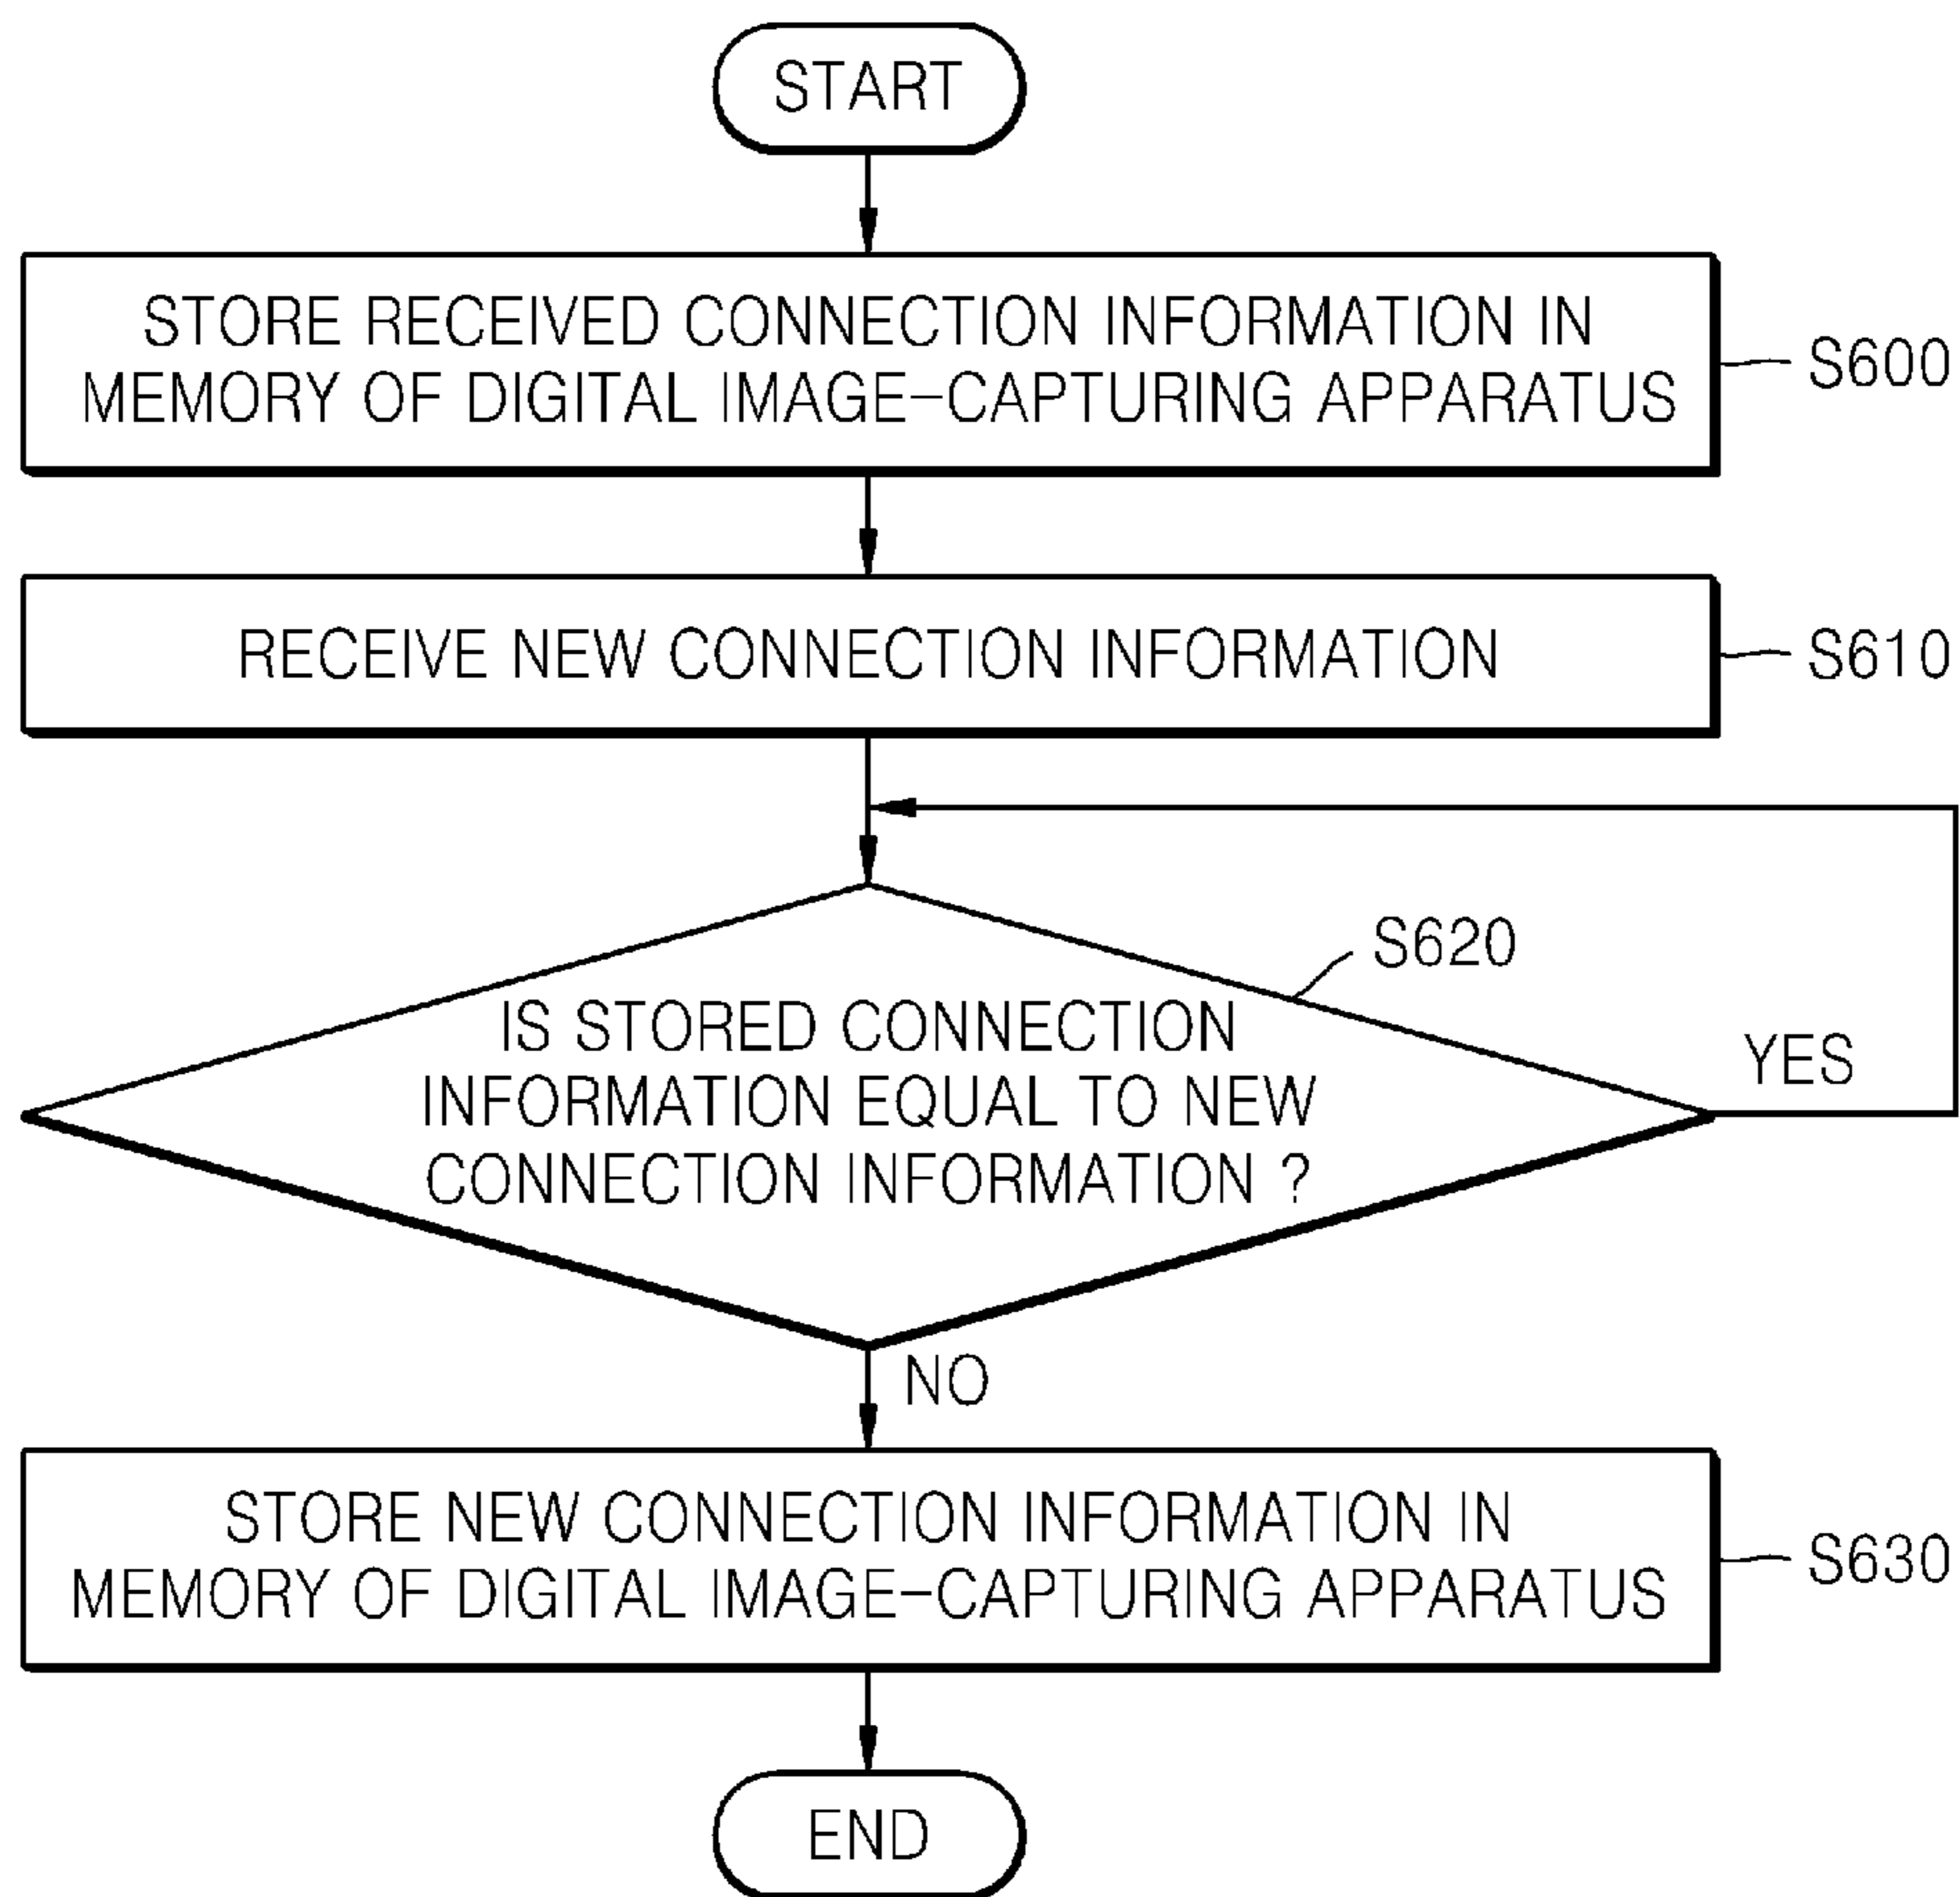 START
STORE RECEIVED CONNECTION INFORMATION IN
MEMORY OF DIGITAL IMAGE-CAPTURING APPARATUS
S600
RECEIVE NEW CONNECTION INFORMATION
S610
S620
IS STORED CONNECTION
INFORMATION EQUAL TO NEW
CONNECTION INFORMATION ?
YES
NO
STORE NEW CONNECTION INFORMATION IN
MEMORY OF DIGITAL IMAGE-CAPTURING APPARATUS
S630
END